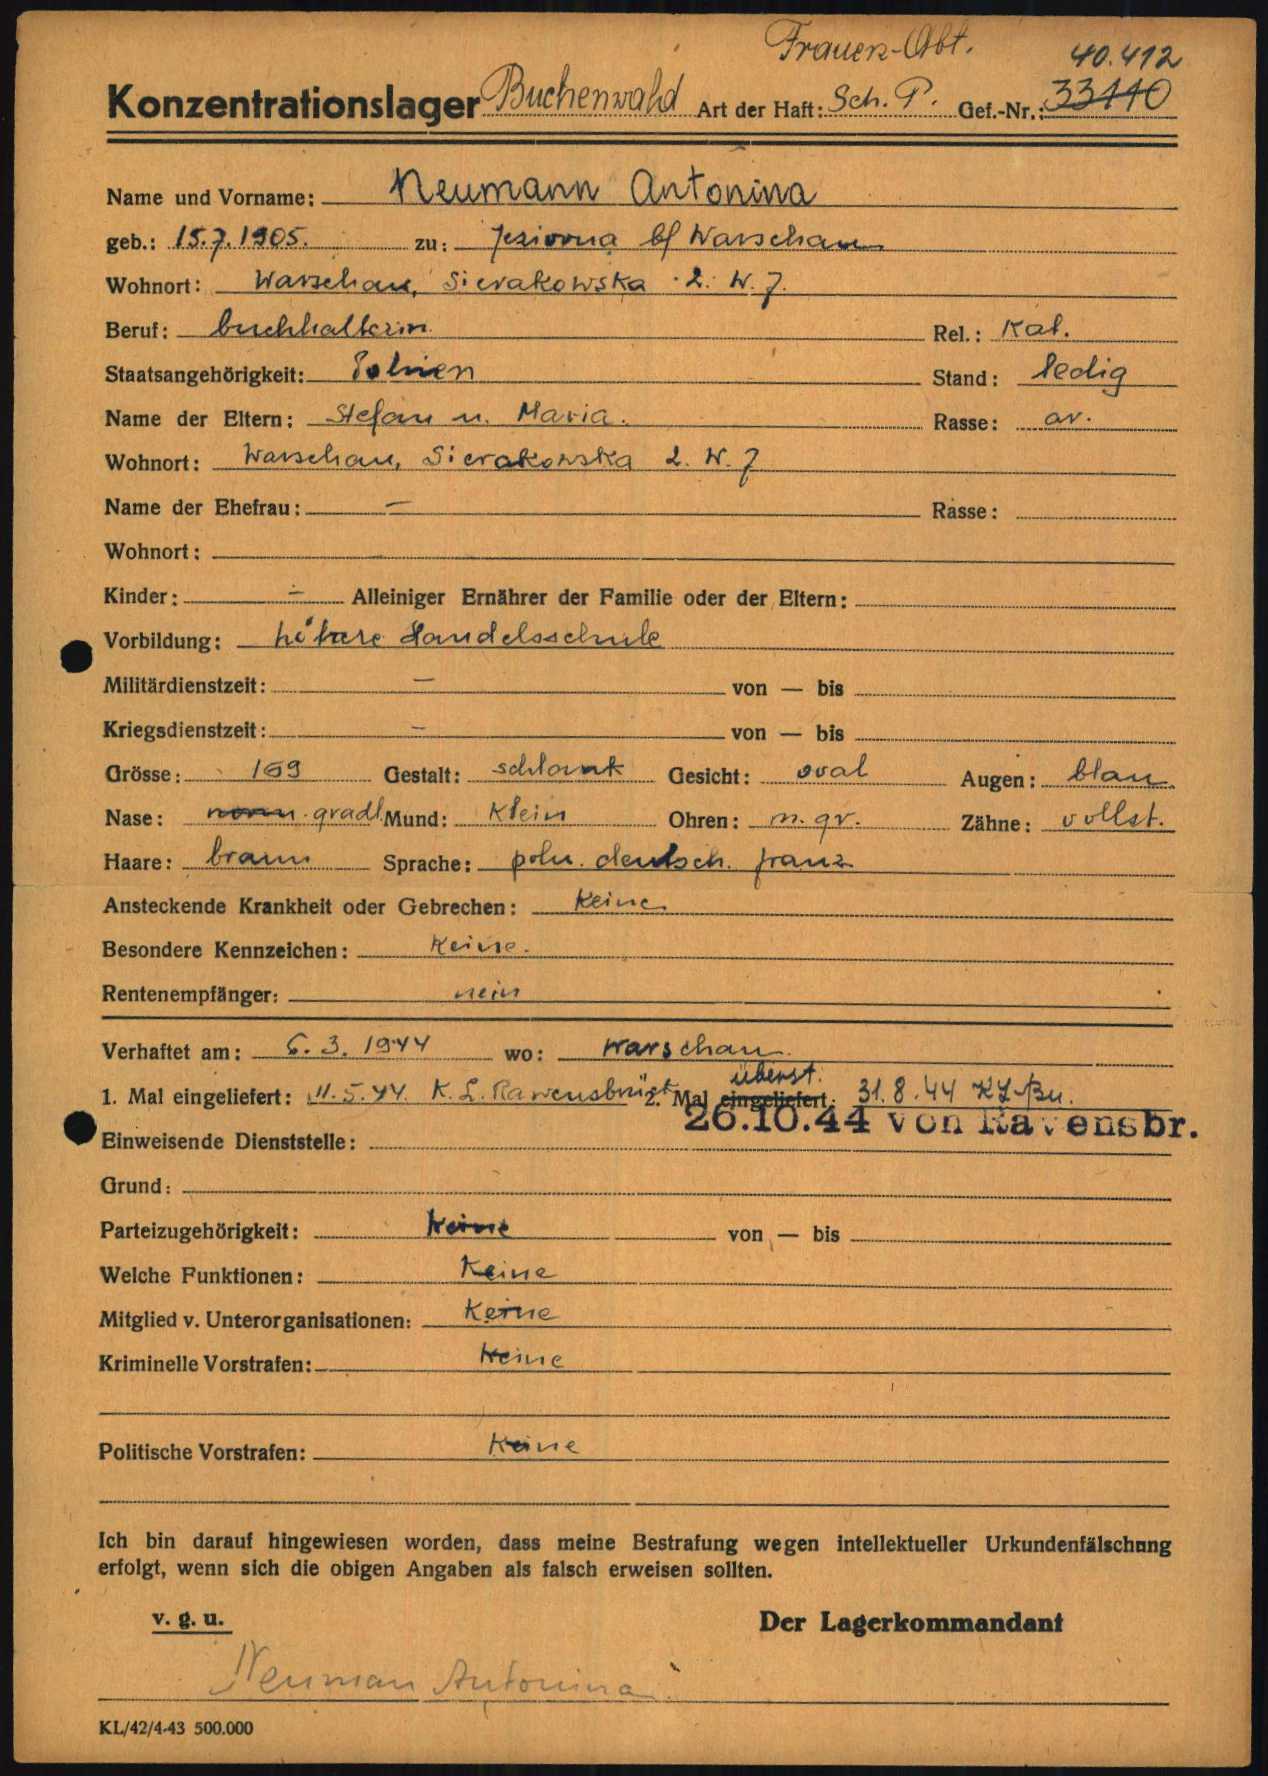 Frauen-Abt.
40.412
Konzentrationslager Buchenwald Art der Haft: Sch. P. Gef.-Nr.: 33110
Name und Vorname: Neumann Antonina
geb.: 15.7.1905. zu: Jeziorna b/ Warschau
Wohnort: Warschau, Sierakowska 2. W. 7.
Beruf: buchhalterin. Rel.: Kat.
Staatsangehörigkeit: Polnen Stand: ledig
Name der Eltern: Stefan u. Maria. Rasse: ar.
Wohnort: Warschau, Sierakowska 2. W. 7
Name der Ehefrau: — Rasse:
Wohnort: —
Kinder: — Alleiniger Ernährer der Familie oder der Eltern:
Vorbildung: höhere Handelsschule
Militärdienstzeit: — von — bis
Kriegsdienstzeit: — von — bis
Grösse: 169 Gestalt: schlank Gesicht: oval Augen: blau
Nase: norm. gradl. Mund: klein Ohren: m. gr. Zähne: vollst.
Haare: braun Sprache: poln. deutsch. franz
Ansteckende Krankheit oder Gebrechen: Keine
Besondere Kennzeichen: Keine.
Rentenempfänger: nein
Verhaftet am: 6. 3. 1944 wo: Warschau.
überst.
1. Mal eingeliefert: 11.5.44. K. L. Rawensbrück 2. Mal eingeliefert: 31.8.44 KL-Bu.
26.10.44 von Ravensbr.
Einweisende Dienststelle:
Grund:
Parteizugehörigkeit: Keine von — bis
Welche Funktionen: Keine
Mitglied v. Unterorganisationen: Keine
Kriminelle Vorstrafen: Keine
Politische Vorstrafen: Keine
Ich bin darauf hingewiesen worden, dass meine Bestrafung wegen intellektueller Urkundenfälschung
erfolgt, wenn sich die obigen Angaben als falsch erweisen sollten.
v. g. u. Der Lagerkommandant
Neuman Antonina
KL/42/4-43 500.000